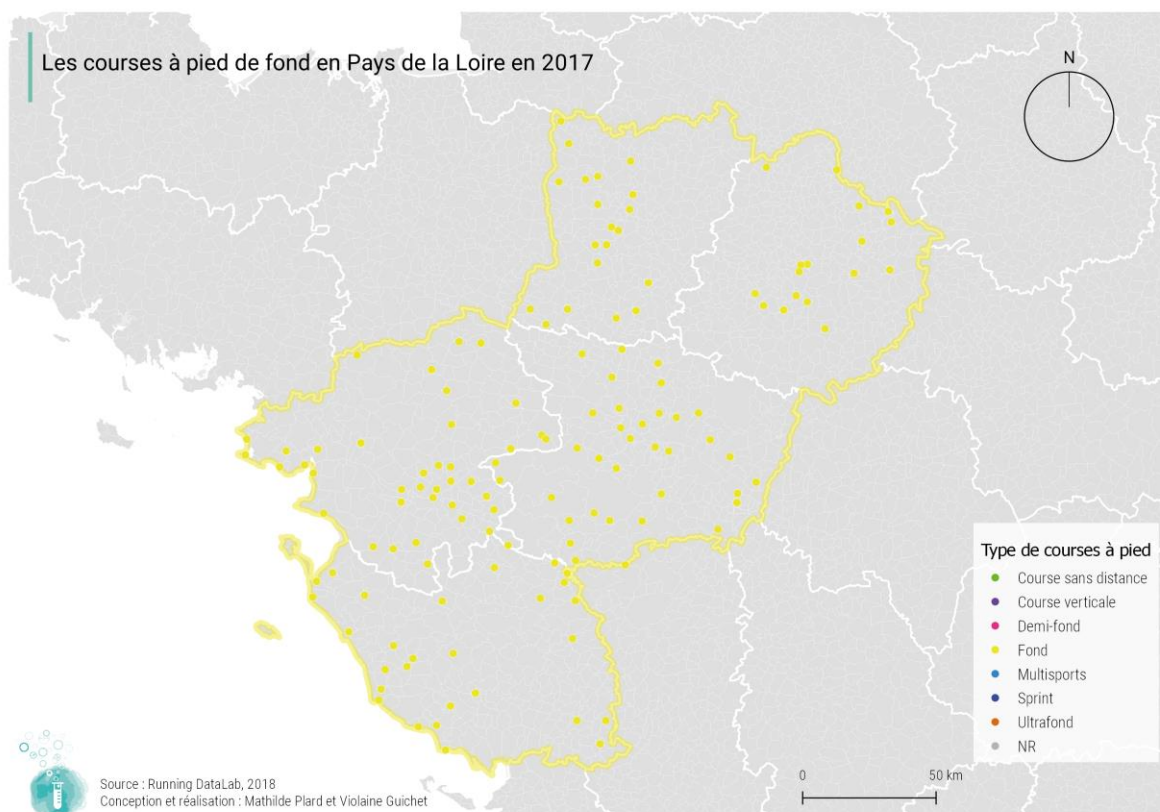 Les courses à pied de fond en Pays de la Loire en 2017
N
Type de courses à pied
Course sans distance
Course verticale
Demi-fond
Fond
Multisports
Sprint
Ultrafond
NR
Source : Running DataLab, 2018
Conception et réalisation : Mathilde Plard et Violaine Guichet
0 50 km